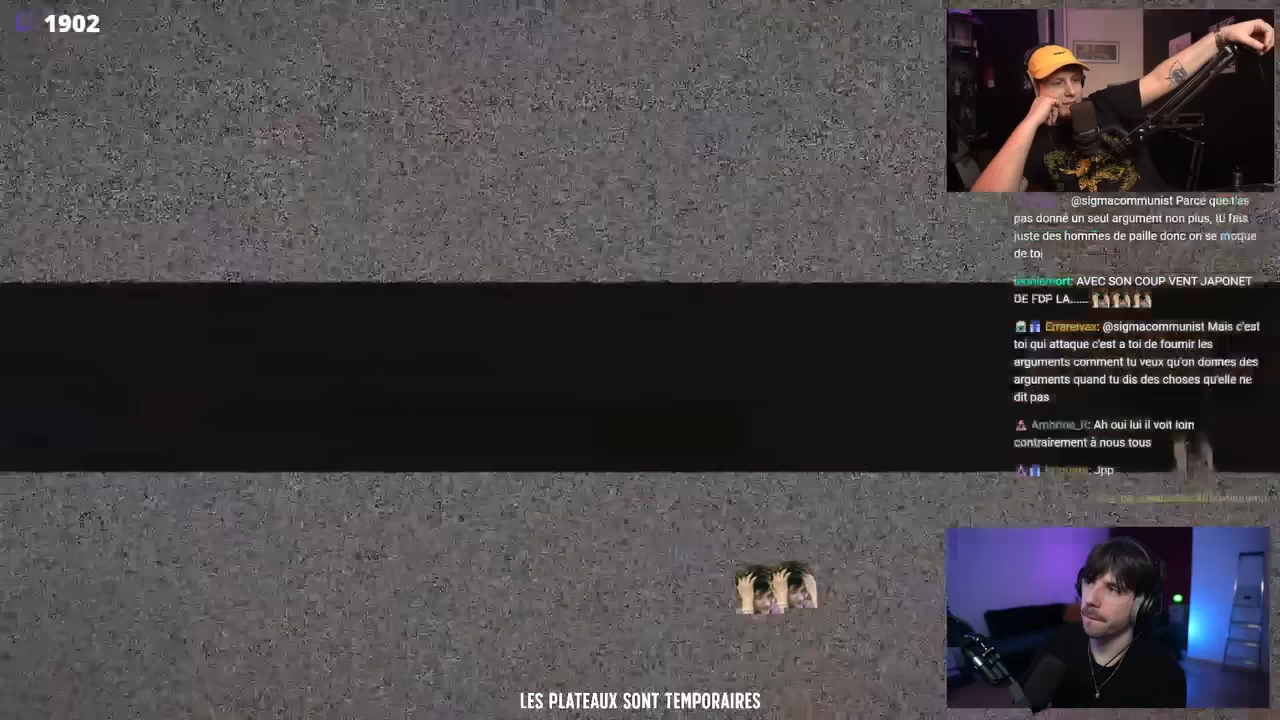 1902
@sigmacommunist Parce que t'as
pas donné un seul argument non plus, tu fais
juste des hommes de paille donc on se moque
de toi
AVEC SON COUP VENT JAPONET
DE FDP LA......
@sigmacommunist Mais c'est
toi qui attaque c'est a toi de fournir les
arguments comment tu veux qu'on donnes des
arguments quand tu dis des choses qu'elle ne
dit pas
Ah oui lui il voit loin
contrairement à nous tous
Jpp
LES PLATEAUX SONT TEMPORAIRES